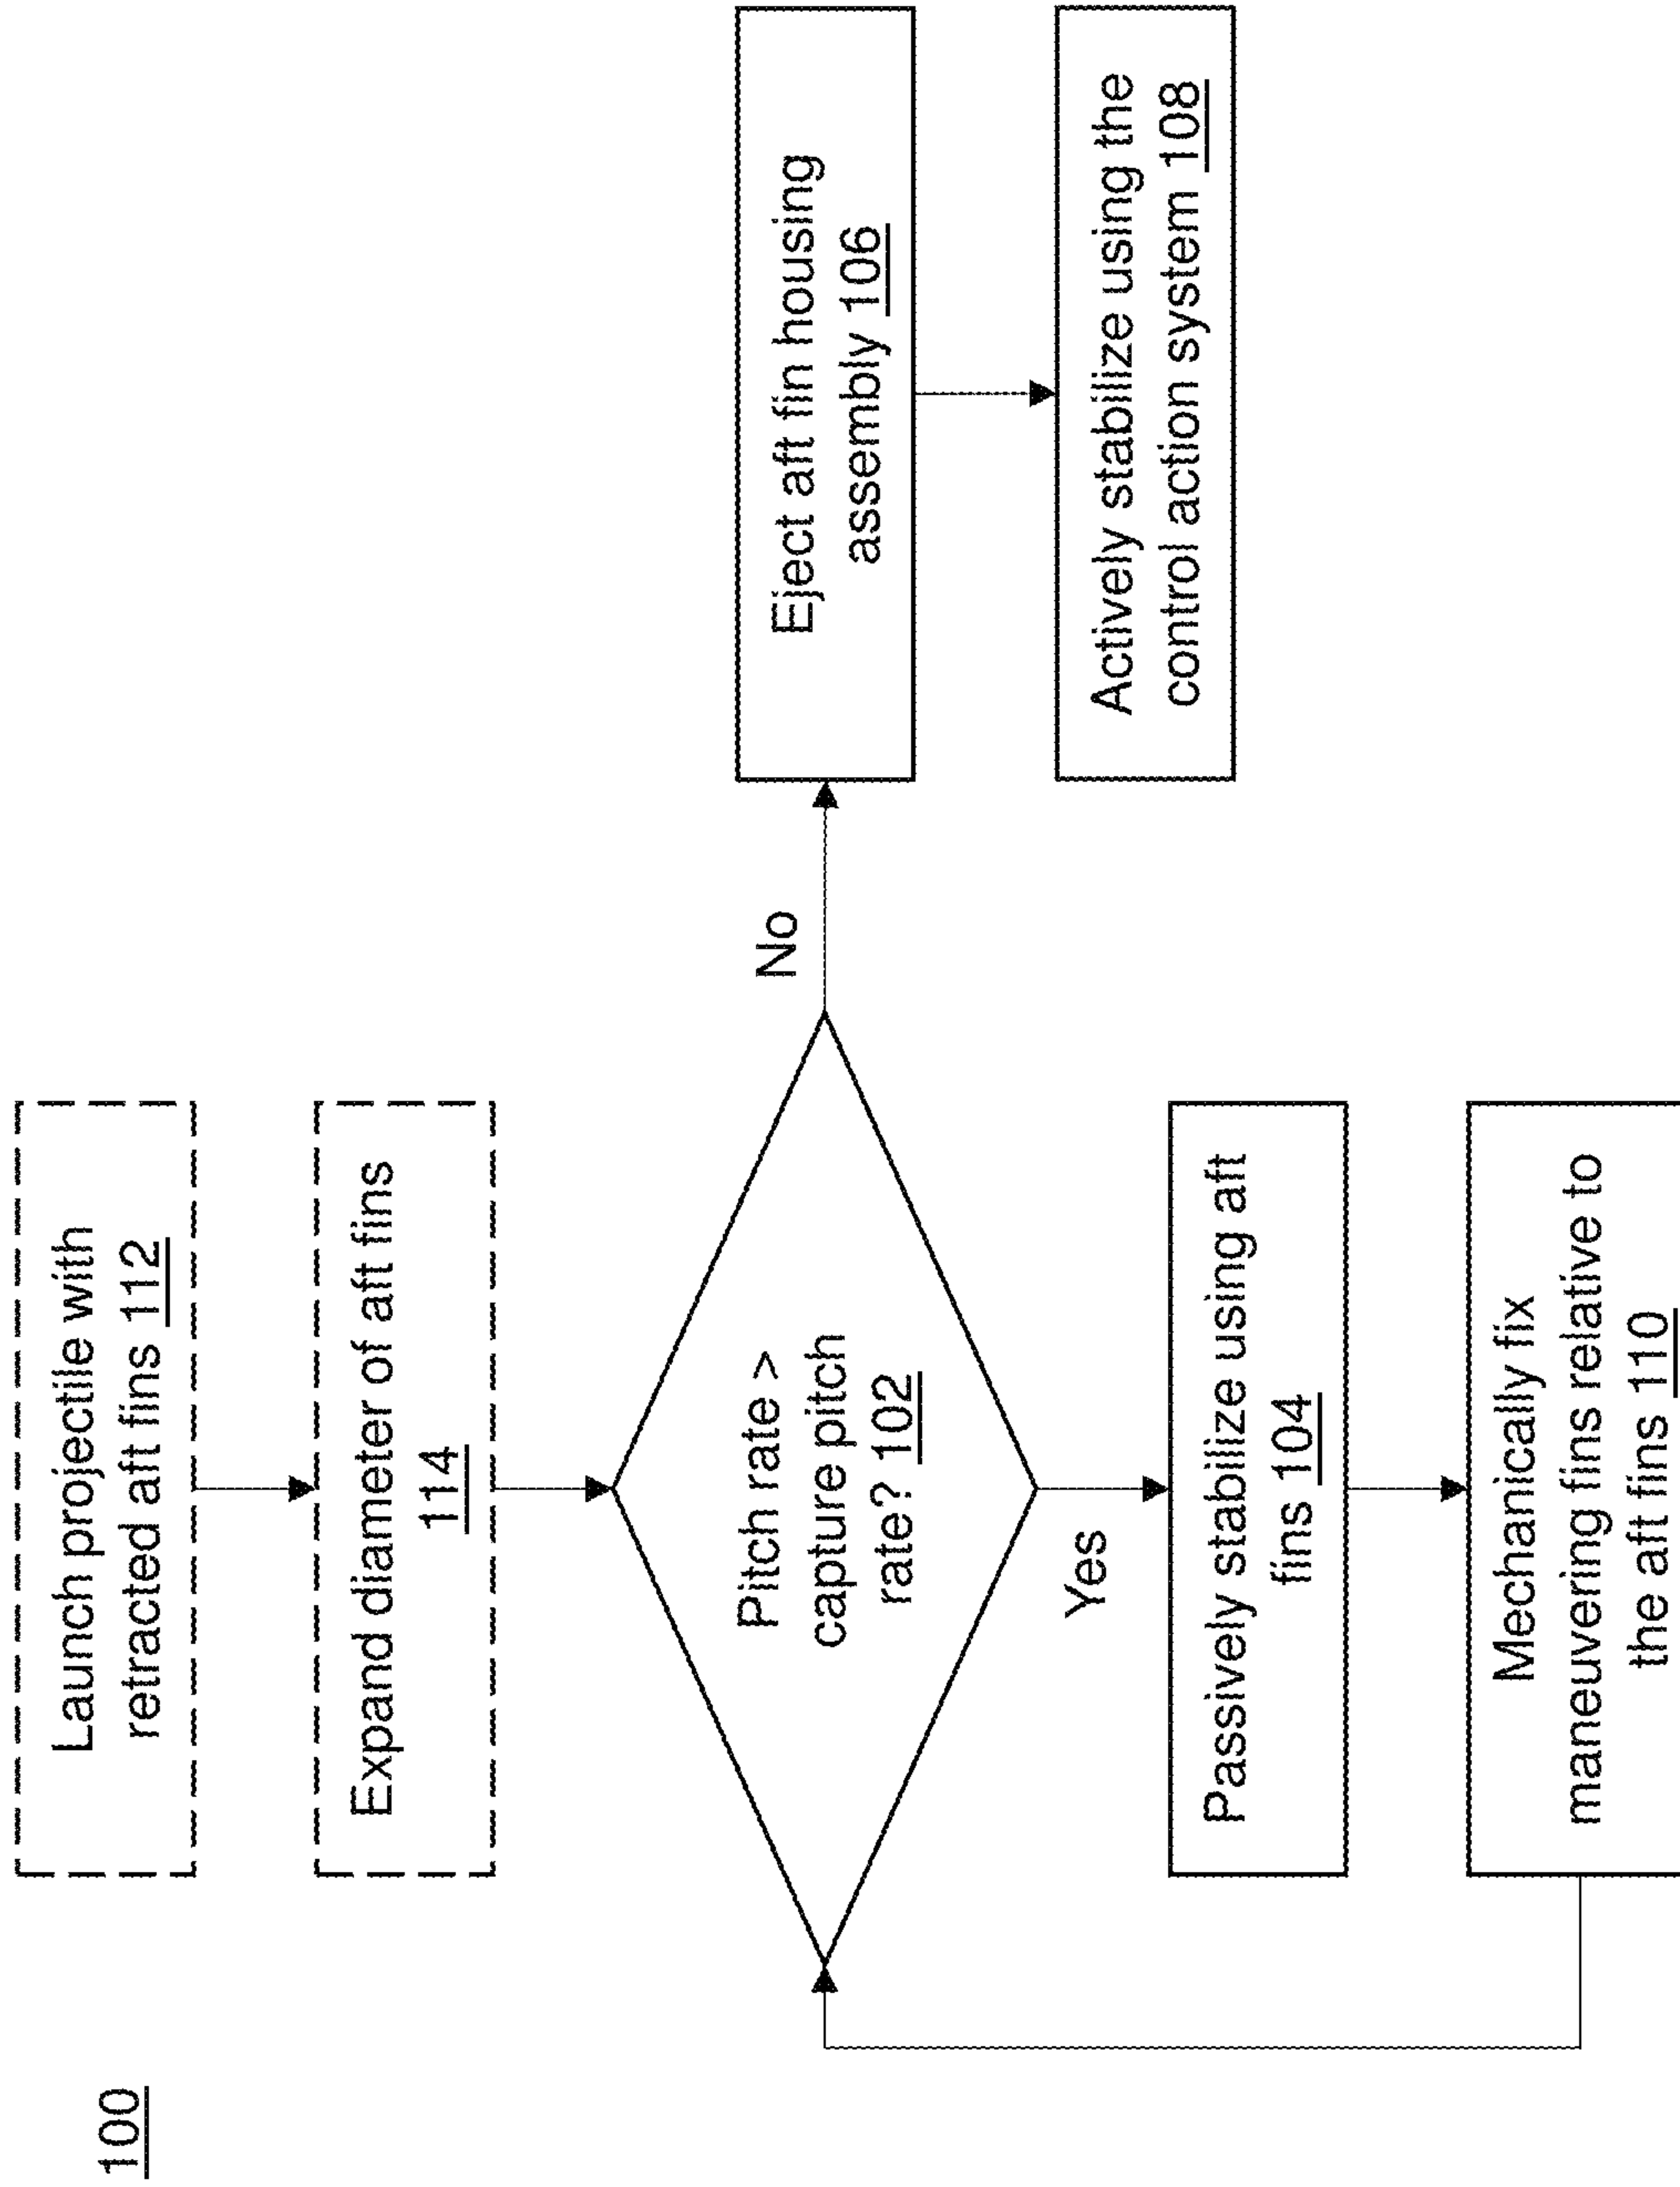 100
Launch projectile with
retracted aft fins 112
Expand diameter of aft fins
114
Pitch rate >
capture pitch
rate? 102
No
Eject aft fin housing
assembly 106
Actively stabilize using the
control action system 108
Yes
Passively stabilize using aft
fins 104
Mechanically fix
maneuvering fins relative to
the aft fins 110